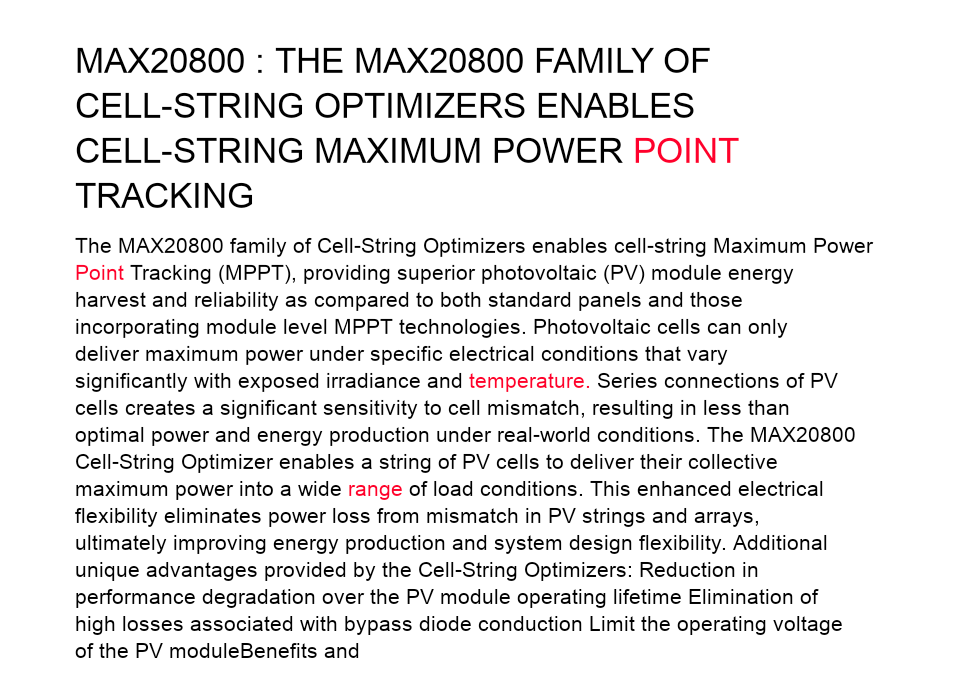 MAX20800 : THE MAX20800 FAMILY OF
CELL-STRING OPTIMIZERS ENABLES
CELL-STRING MAXIMUM POWER POINT
TRACKING
The MAX20800 family of Cell-String Optimizers enables cell-string Maximum Power
Point Tracking (MPPT), providing superior photovoltaic (PV) module energy
harvest and reliability as compared to both standard panels and those
incorporating module level MPPT technologies. Photovoltaic cells can only
deliver maximum power under specific electrical conditions that vary
significantly with exposed irradiance and temperature. Series connections of PV
cells creates a significant sensitivity to cell mismatch, resulting in less than
optimal power and energy production under real-world conditions. The MAX20800
Cell-String Optimizer enables a string of PV cells to deliver their collective
maximum power into a wide range of load conditions. This enhanced electrical
flexibility eliminates power loss from mismatch in PV strings and arrays,
ultimately improving energy production and system design flexibility. Additional
unique advantages provided by the Cell-String Optimizers: Reduction in
performance degradation over the PV module operating lifetime Elimination of
high losses associated with bypass diode conduction Limit the operating voltage
of the PV moduleBenefits and